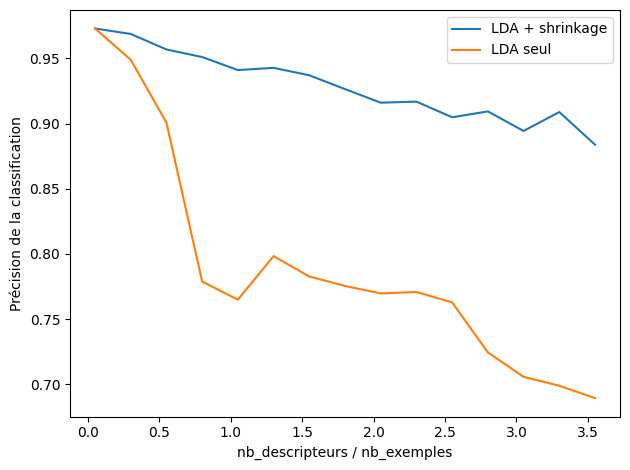 LDA + shrinkage
LDA seul
Précision de la classification
0.95
0.90
0.85
0.80
0.75
0.70
0.0 0.5 1.0 1.5 2.0 2.5 3.0 3.5
nb_descripteurs / nb_exemples